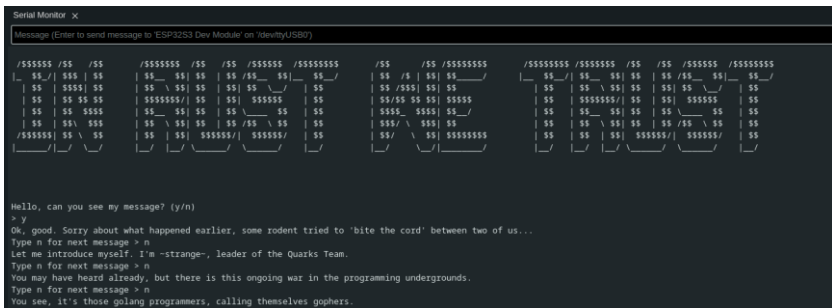 Serial Monitor ×
Message (Enter to send message to 'ESP32S3 Dev Module' on '/dev/ttyUSB0')
IN RUST WE TRUST
Hello, can you see my message? (y/n)
> y
Ok, good. Sorry about what happened earlier, some rodent tried to 'bite the cord' between two of us...
Type n for next message > n
Let me introduce myself. I'm ~strange~, leader of the Quarks Team.
Type n for next message > n
You may have heard already, but there is this ongoing war in the programming undergrounds.
Type n for next message > n
You see, it's those golang programmers, calling themselves gophers.